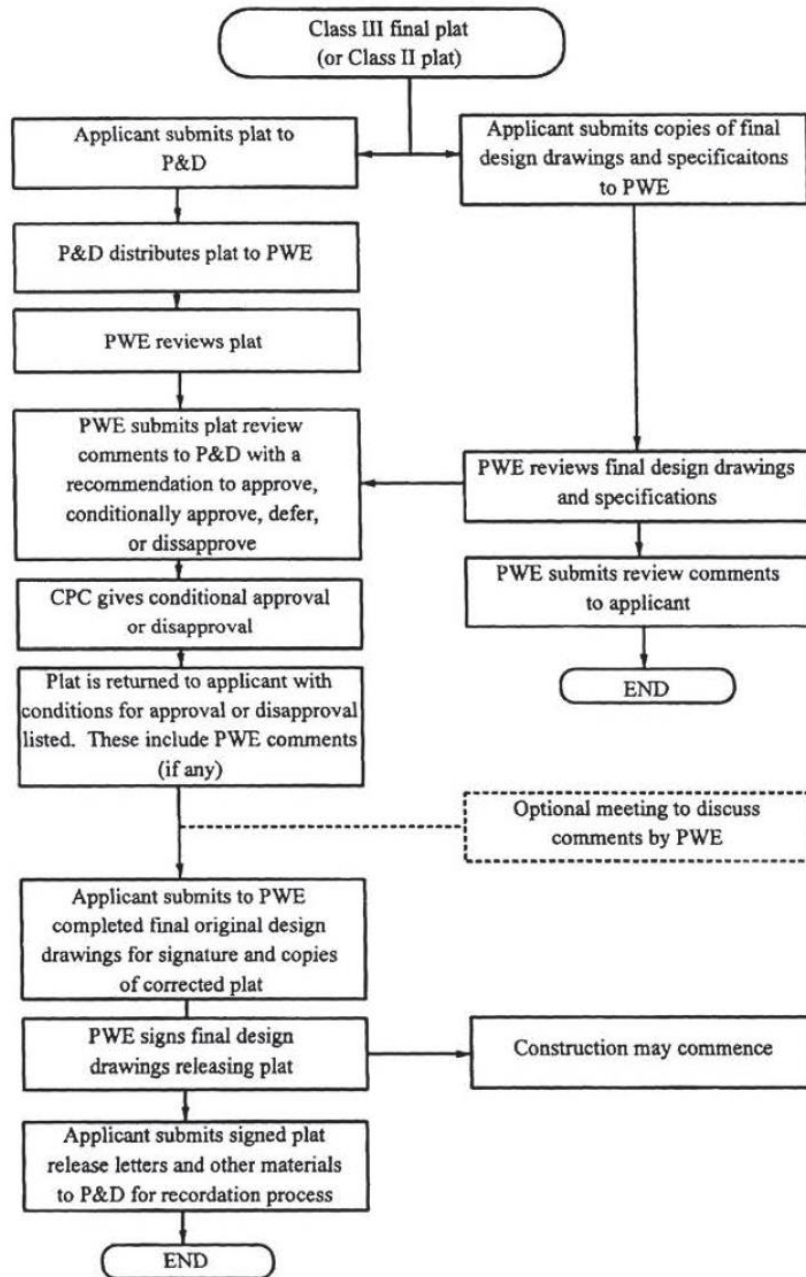 Class III final plat
(or Class II plat)
Applicant submits plat to
P&D
Applicant submits copies of final
design drawings and specificaitons
to PWE
P&D distributes plat to PWE
PWE reviews plat
PWE submits plat review
comments to P&D with a
recommendation to approve,
conditionally approve, defer,
or dissapprove
PWE reviews final design drawings
and specifications
PWE submits review comments
to applicant
END
CPC gives conditional approval
or disapproval
Plat is returned to applicant with
conditions for approval or disapproval
listed. These include PWE comments
(if any)
Optional meeting to discuss
comments by PWE
Applicant submits to PWE
completed final original design
drawings for signature and copies
of corrected plat
PWE signs final design
drawings releasing plat
Construction may commence
Applicant submits signed plat
release letters and other materials
to P&D for recordation process
END